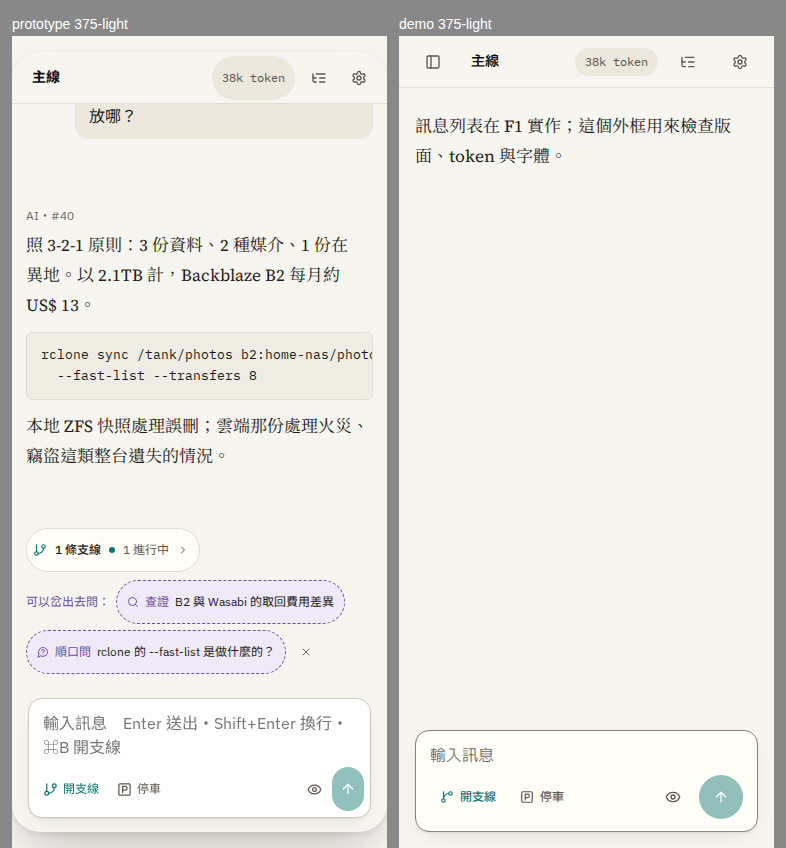 prototype 375-light
主線
38k token
放哪？
AI・#40
照 3-2-1 原則：3 份資料、2 種媒介、1 份在
異地。以 2.1TB 計，Backblaze B2 每月約
US$ 13。
rclone sync /tank/photos b2:home-nas/photo
--fast-list --transfers 8
本地 ZFS 快照處理誤刪；雲端那份處理火災、
竊盜這類整台遺失的情況。
1 條支線 1 進行中
可以岔出去問： 查證 B2 與 Wasabi 的取回費用差異
順口問 rclone 的 --fast-list 是做什麼的？
輸入訊息　Enter 送出・Shift+Enter 換行・
⌘B 開支線
開支線 停車
demo 375-light
主線
38k token
訊息列表在 F1 實作；這個外框用來檢查版
面、token 與字體。
輸入訊息
開支線 停車